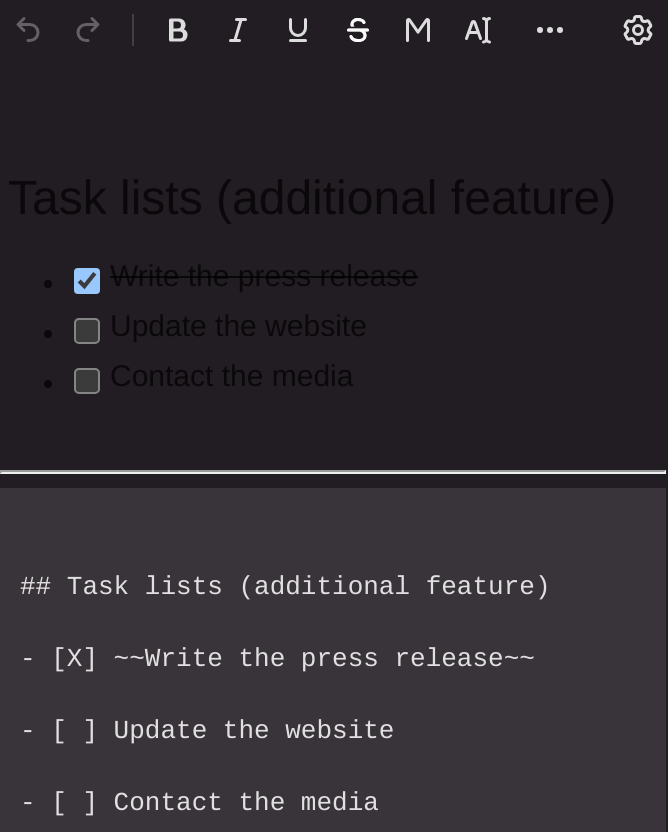 B I U S M A
Task lists (additional feature)
Write the press release
Update the website
Contact the media
## Task lists (additional feature)
- [X] ~~Write the press release~~
- [ ] Update the website
- [ ] Contact the media